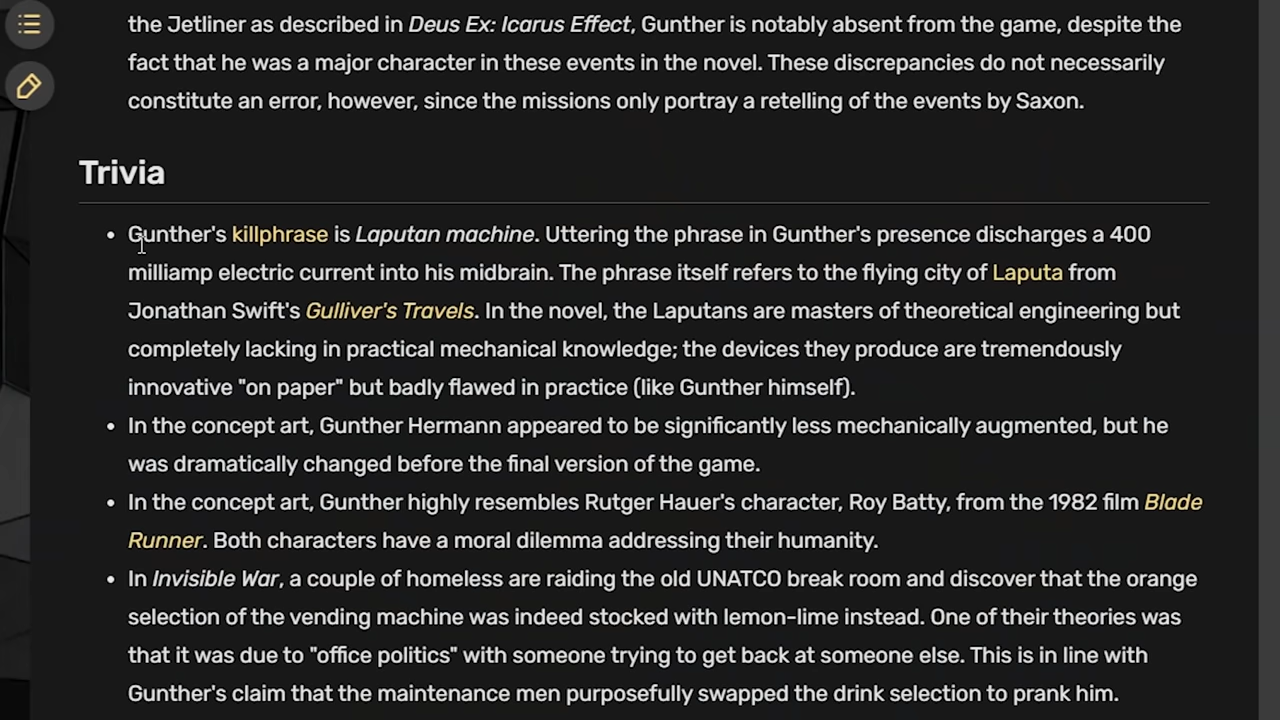 the Jetliner as described in Deus Ex: Icarus Effect, Gunther is notably absent from the game, despite the
fact that he was a major character in these events in the novel. These discrepancies do not necessarily
constitute an error, however, since the missions only portray a retelling of the events by Saxon.
Trivia
• Gunther's killphrase is Laputan machine. Uttering the phrase in Gunther's presence discharges a 400
milliamp electric current into his midbrain. The phrase itself refers to the flying city of Laputa from
Jonathan Swift's Gulliver's Travels. In the novel, the Laputans are masters of theoretical engineering but
completely lacking in practical mechanical knowledge; the devices they produce are tremendously
innovative "on paper" but badly flawed in practice (like Gunther himself).
• In the concept art, Gunther Hermann appeared to be significantly less mechanically augmented, but he
was dramatically changed before the final version of the game.
• In the concept art, Gunther highly resembles Rutger Hauer's character, Roy Batty, from the 1982 film Blade
Runner. Both characters have a moral dilemma addressing their humanity.
• In Invisible War, a couple of homeless are raiding the old UNATCO break room and discover that the orange
selection of the vending machine was indeed stocked with lemon-lime instead. One of their theories was
that it was due to "office politics" with someone trying to get back at someone else. This is in line with
Gunther's claim that the maintenance men purposefully swapped the drink selection to prank him.